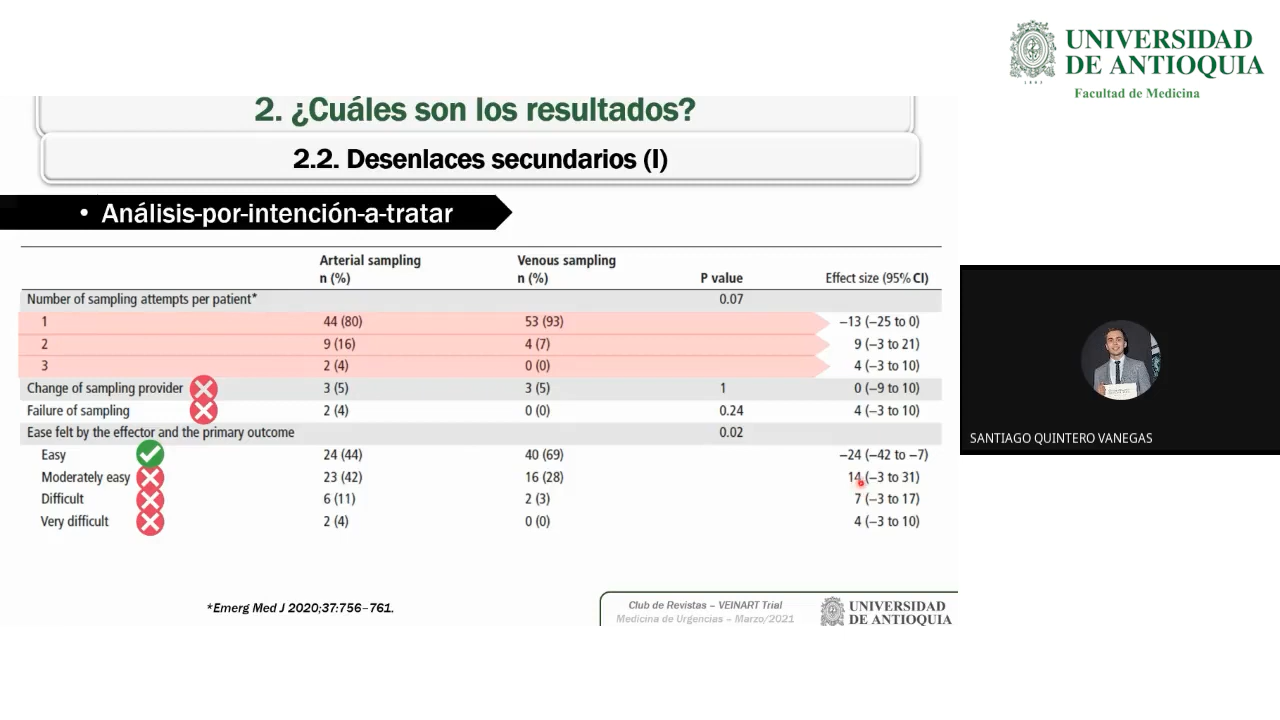 UNIVERSIDAD
DE ANTIOQUIA
1803
Facultad de Medicina
2. ¿Cuáles son los resultados?
2.2. Desenlaces secundarios (I)
• Análisis-por-intención-a-tratar
Arterial sampling Venous sampling
n (%) n (%) P value Effect size (95% CI)
Number of sampling attempts per patient* 0.07
1 44 (80) 53 (93) −13 (−25 to 0)
2 9 (16) 4 (7) 9 (−3 to 21)
3 2 (4) 0 (0) 4 (−3 to 10)
Change of sampling provider 3 (5) 3 (5) 1 0 (−9 to 10)
Failure of sampling 2 (4) 0 (0) 0.24 4 (−3 to 10)
Ease felt by the effector and the primary outcome 0.02
Easy 24 (44) 40 (69) −24 (−42 to −7)
Moderately easy 23 (42) 16 (28) 14 (−3 to 31)
Difficult 6 (11) 2 (3) 7 (−3 to 17)
Very difficult 2 (4) 0 (0) 4 (−3 to 10)
SANTIAGO QUINTERO VANEGAS
*Emerg Med J 2020;37:756–761.
Club de Revistas – VEINART Trial
Medicina de Urgencias – Marzo/2021
UNIVERSIDAD
DE ANTIOQUIA